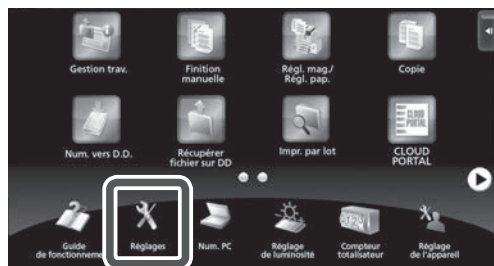 Gestion trav.
Finition
manuelle
Régl. mag./
Régl. pap.
Copie
Num. vers D.D.
Récupérer
fichier sur DD
Impr. par lot
CLOUD
PORTAL
CLOUD
PORTAL
Guide
de fonctionneme
Réglages
Num. PC
Réglage
de luminosité
Compteur
totalisateur
Réglage
de l'appareil